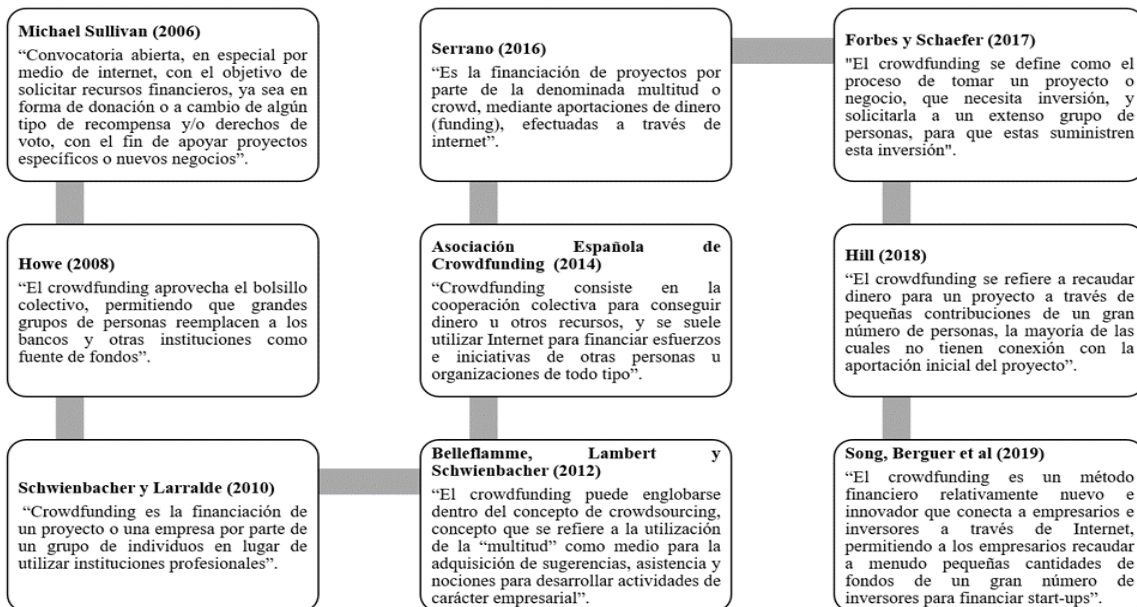 Michael Sullivan (2006)
“Convocatoria abierta, en especial por
medio de internet, con el objetivo de
solicitar recursos financieros, ya sea en
forma de donación o a cambio de algún
tipo de recompensa y/o derechos de
voto, con el fin de apoyar proyectos
específicos o nuevos negocios”.
Howe (2008)
“El crowdfunding aprovecha el bolsillo
colectivo, permitiendo que grandes
grupos de personas reemplacen a los
bancos y otras instituciones como
fuente de fondos”.
Schwienbacher y Larralde (2010)
“Crowdfunding es la financiación de
un proyecto o una empresa por parte de
un grupo de individuos en lugar de
utilizar instituciones profesionales”.
Belleflamme, Lambert y
Schwienbacher (2012)
“El crowdfunding puede englobarse
dentro del concepto de crowdsourcing,
concepto que se refiere a la utilización
de la “multitud” como medio para la
adquisición de sugerencias, asistencia y
nociones para desarrollar actividades de
carácter empresarial”.
Asociación Española de
Crowdfunding (2014)
“Crowdfunding consiste en la
cooperación colectiva para conseguir
dinero u otros recursos, y se suele
utilizar Internet para financiar esfuerzos
e iniciativas de otras personas u
organizaciones de todo tipo”.
Serrano (2016)
“Es la financiación de proyectos por
parte de la denominada multitud o
crowd, mediante aportaciones de dinero
(funding), efectuadas a través de
internet”.
Forbes y Schaefer (2017)
"El crowdfunding se define como el
proceso de tomar un proyecto o
negocio, que necesita inversión, y
solicitarla a un extenso grupo de
personas, para que estas suministren
esta inversión".
Hill (2018)
“El crowdfunding se refiere a recaudar
dinero para un proyecto a través de
pequeñas contribuciones de un gran
número de personas, la mayoría de las
cuales no tienen conexión con la
aportación inicial del proyecto”.
Song, Berguer et al (2019)
“El crowdfunding es un método
financiero relativamente nuevo e
innovador que conecta a empresarios e
inversores a través de Internet,
permitiendo a los empresarios recaudar
a menudo pequeñas cantidades de
fondos de un gran número de
inversores para financiar start-ups”.